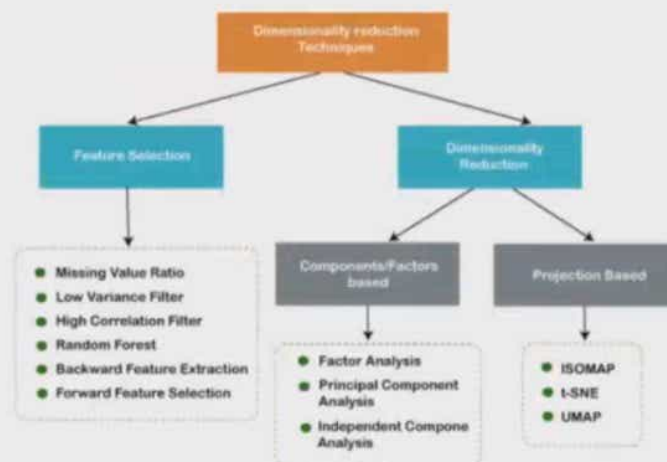 Dimensionality reduction
Techniques
Feature Selection
Dimensionality
Reduction
Missing Value Ratio
Low Variance Filter
High Correlation Filter
Random Forest
Backward Feature Extraction
Forward Feature Selection
Components/Factors
based
Projection Based
Factor Analysis
Principal Component
Analysis
Independent Compone
Analysis
ISOMAP
t-SNE
UMAP